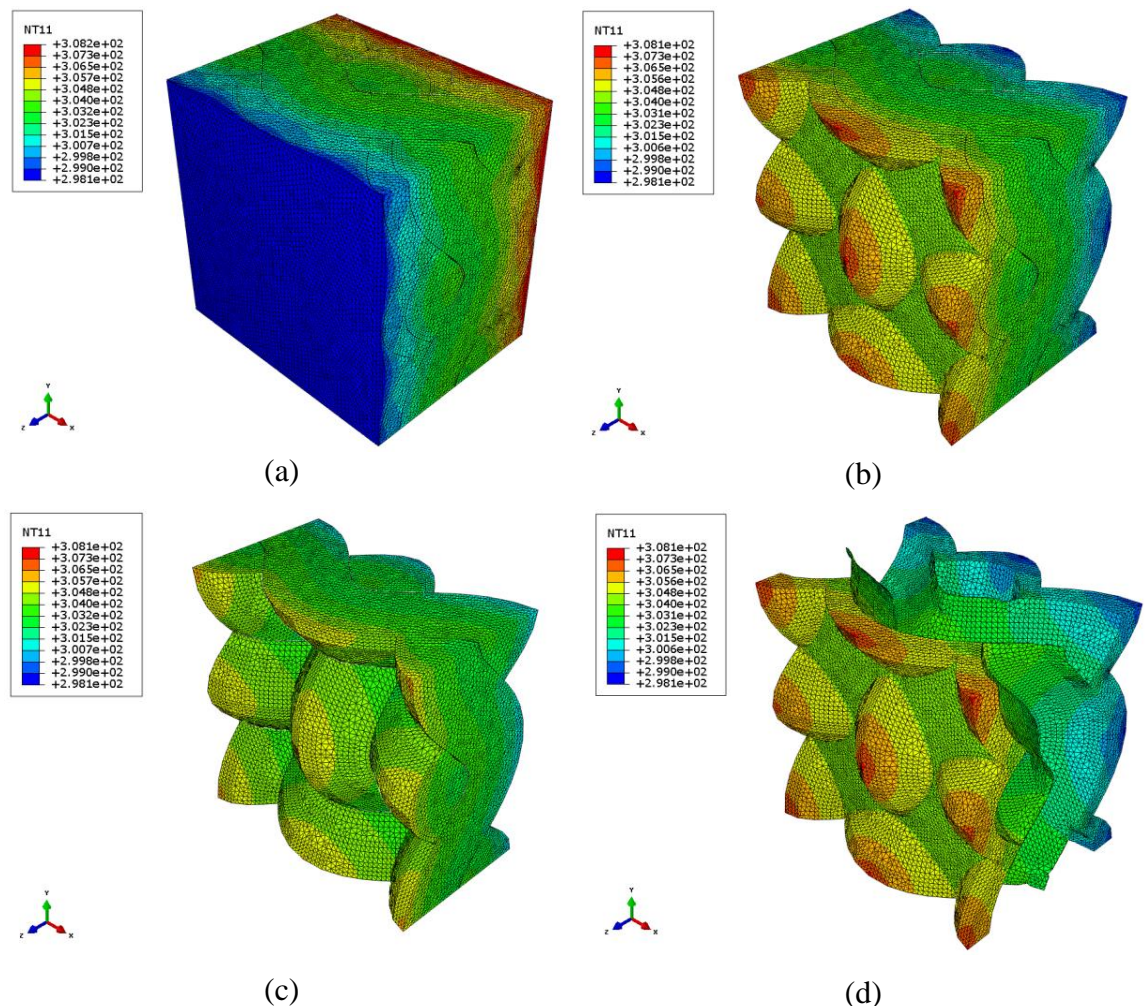 NT11
+3.082e+02
+3.073e+02
+3.065e+02
+3.057e+02
+3.048e+02
+3.040e+02
+3.032e+02
+3.023e+02
+3.015e+02
+3.007e+02
+2.998e+02
+2.990e+02
+2.981e+02
Y
Z
X
(a)
NT11
+3.081e+02
+3.073e+02
+3.065e+02
+3.056e+02
+3.048e+02
+3.040e+02
+3.031e+02
+3.023e+02
+3.015e+02
+3.006e+02
+2.998e+02
+2.990e+02
+2.981e+02
Y
Z
X
(b)
NT11
+3.081e+02
+3.073e+02
+3.065e+02
+3.057e+02
+3.048e+02
+3.040e+02
+3.032e+02
+3.023e+02
+3.015e+02
+3.007e+02
+2.998e+02
+2.990e+02
+2.981e+02
Y
Z
X
(c)
NT11
+3.081e+02
+3.073e+02
+3.065e+02
+3.056e+02
+3.048e+02
+3.040e+02
+3.031e+02
+3.023e+02
+3.015e+02
+3.006e+02
+2.998e+02
+2.990e+02
+2.981e+02
Y
Z
X
(d)